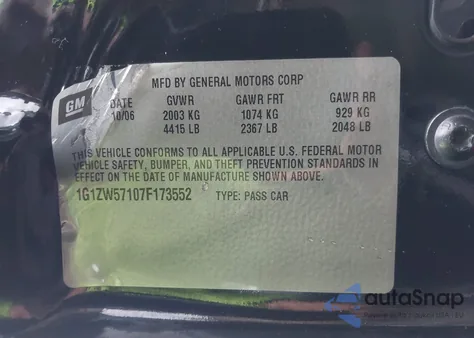 MFD BY GENERAL MOTORS CORP
GM
DATE GVWR GAWR FRT GAWR RR
10/06 2003 KG 1074 KG 929 KG
4415 LB 2367 LB 2048 LB
THIS VEHICLE CONFORMS TO ALL APPLICABLE U.S. FEDERAL MOTOR
VEHICLE SAFETY, BUMPER, AND THEFT PREVENTION STANDARDS IN
EFFECT ON THE DATE OF MANUFACTURE SHOWN ABOVE.
1G1ZW57107F173552 TYPE: PASS CAR
autoSnap